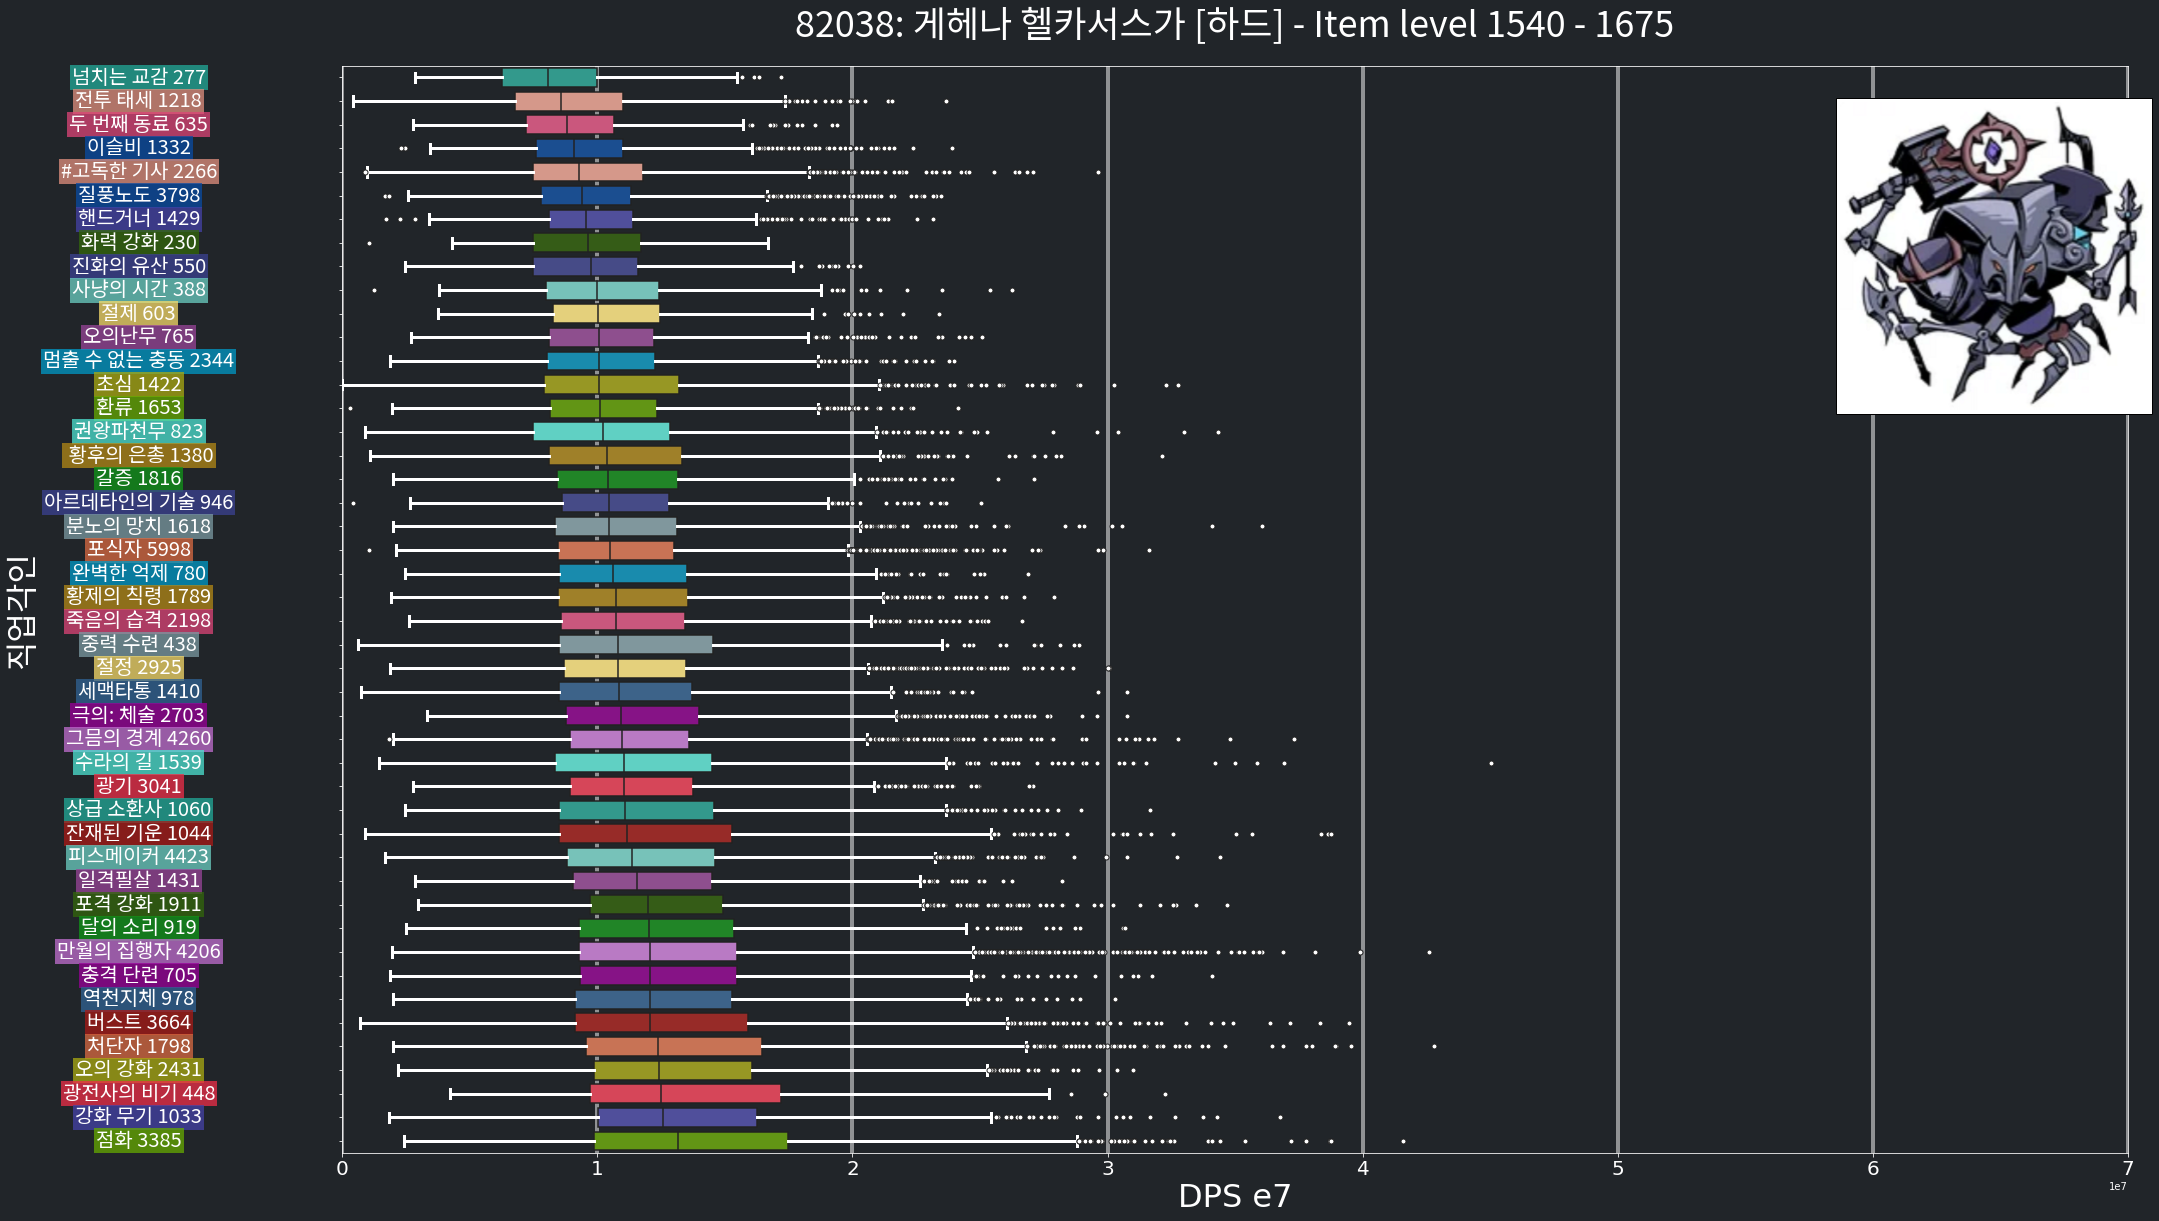 82038: 게헤나 헬카서스가 [하드] - Item level 1540 - 1675
넘치는 교감 277
전투 태세 1218
두 번째 동료 635
이슬비 1332
#고독한 기사 2266
질풍노도 3798
핸드거너 1429
화력 강화 230
진화의 유산 550
사냥의 시간 388
절제 603
오의난무 765
멈출 수 없는 충동 2344
초심 1422
환류 1653
권왕파천무 823
황후의 은총 1380
갈증 1816
아르데타인의 기술 946
분노의 망치 1618
포식자 5998
완벽한 억제 780
황제의 칙령 1789
죽음의 습격 2198
중력 수련 438
절정 2925
세맥타통 1410
극의: 체술 2703
그믐의 경계 4260
수라의 길 1539
광기 3041
상급 소환사 1060
잔재된 기운 1044
피스메이커 4423
일격필살 1431
포격 강화 1911
달의 소리 919
만월의 집행자 4206
충격 단련 705
역천지체 978
버스트 3664
처단자 1798
오의 강화 2431
광전사의 비기 448
강화 무기 1033
점화 3385
직업각인
0 1 2 3 4 5 6 7
1e7
DPS e7